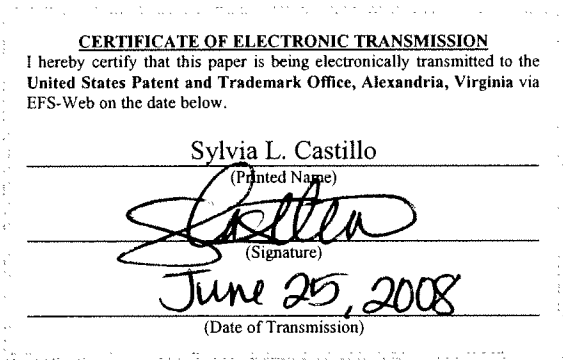 CERTIFICATE OF ELECTRONIC TRANSMISSION
I hereby certify that this paper is being electronically transmitted to the
United States Patent and Trademark Office, Alexandria, Virginia via
EFS-Web on the date below.
Sylvia L. Castillo
(Printed Name)
SCastillo
(Signature)
June 25, 2008
(Date of Transmission)